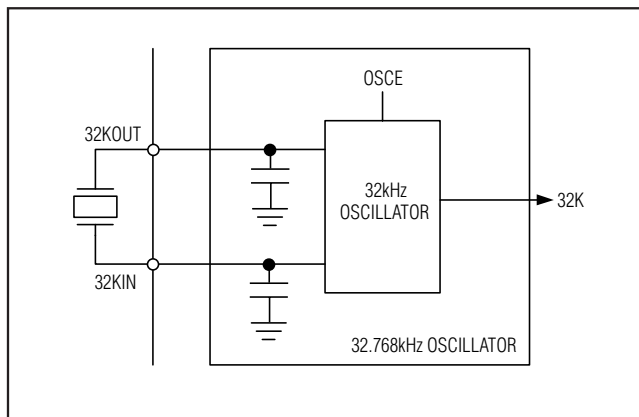 OSCE
32KOUT
32kHz
OSCILLATOR
32K
32KIN
32.768kHz OSCILLATOR